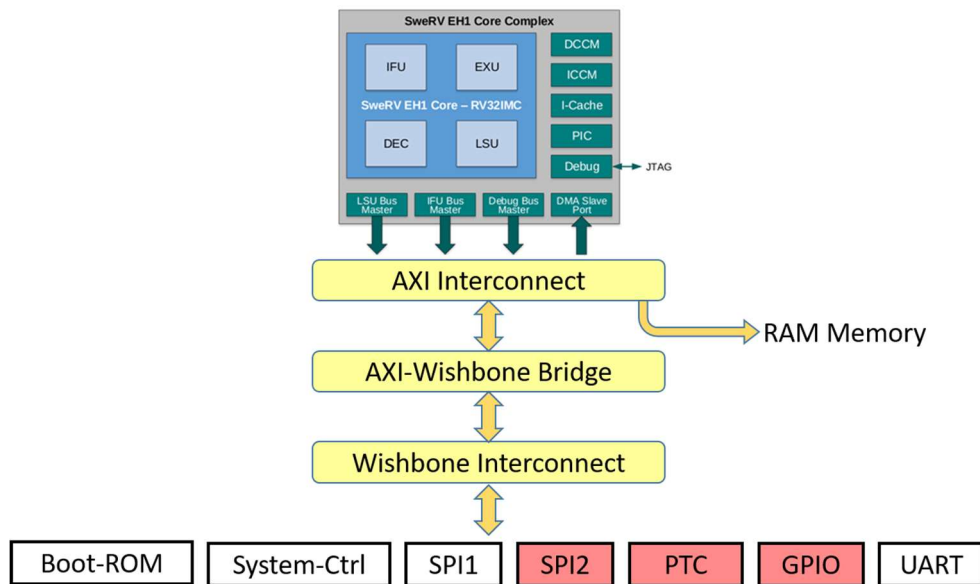 SweRV EH1 Core Complex
IFU
EXU
SweRV EH1 Core – RV32IMC
DEC
LSU
DCCM
ICCM
I-Cache
PIC
Debug
JTAG
LSU Bus
Master
IFU Bus
Master
Debug Bus
Master
DMA Slave
Port
AXI Interconnect
RAM Memory
AXI-Wishbone Bridge
Wishbone Interconnect
Boot-ROM
System-Ctrl
SPI1
SPI2
PTC
GPIO
UART